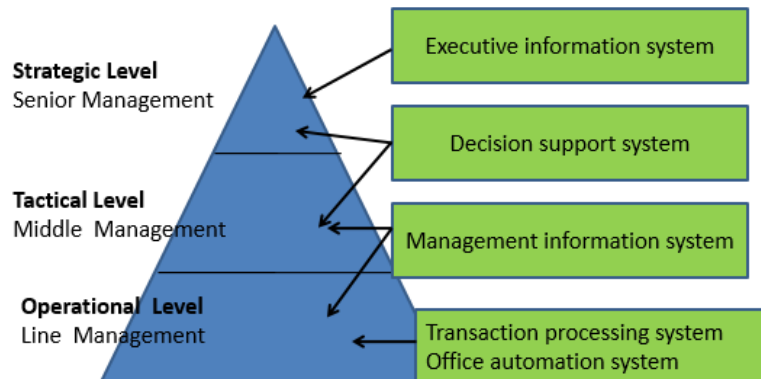 Executive information system
Strategic Level
Senior Management
Decision support system
Tactical Level
Middle Management
Management information system
Operational Level
Line Management
Transaction processing system
Office automation system